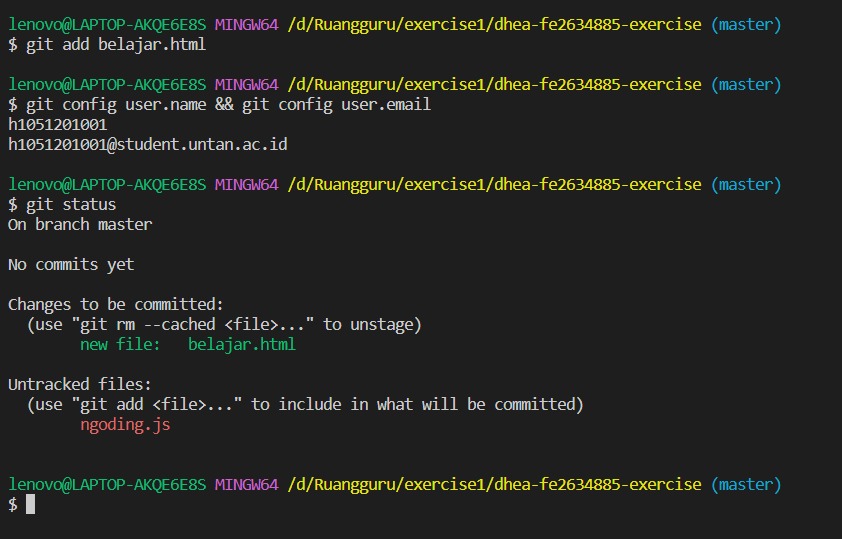 lenovo@LAPTOP-AKQE6E8S MINGW64 /d/Ruangguru/exercise1/dhea-fe2634885-exercise (master)
$ git add belajar.html
lenovo@LAPTOP-AKQE6E8S MINGW64 /d/Ruangguru/exercise1/dhea-fe2634885-exercise (master)
$ git config user.name && git config user.email
h1051201001
h1051201001@student.untan.ac.id
lenovo@LAPTOP-AKQE6E8S MINGW64 /d/Ruangguru/exercise1/dhea-fe2634885-exercise (master)
$ git status
On branch master
No commits yet
Changes to be committed:
(use "git rm --cached <file>..." to unstage)
new file: belajar.html
Untracked files:
(use "git add <file>..." to include in what will be committed)
ngoding.js
lenovo@LAPTOP-AKQE6E8S MINGW64 /d/Ruangguru/exercise1/dhea-fe2634885-exercise (master)
$